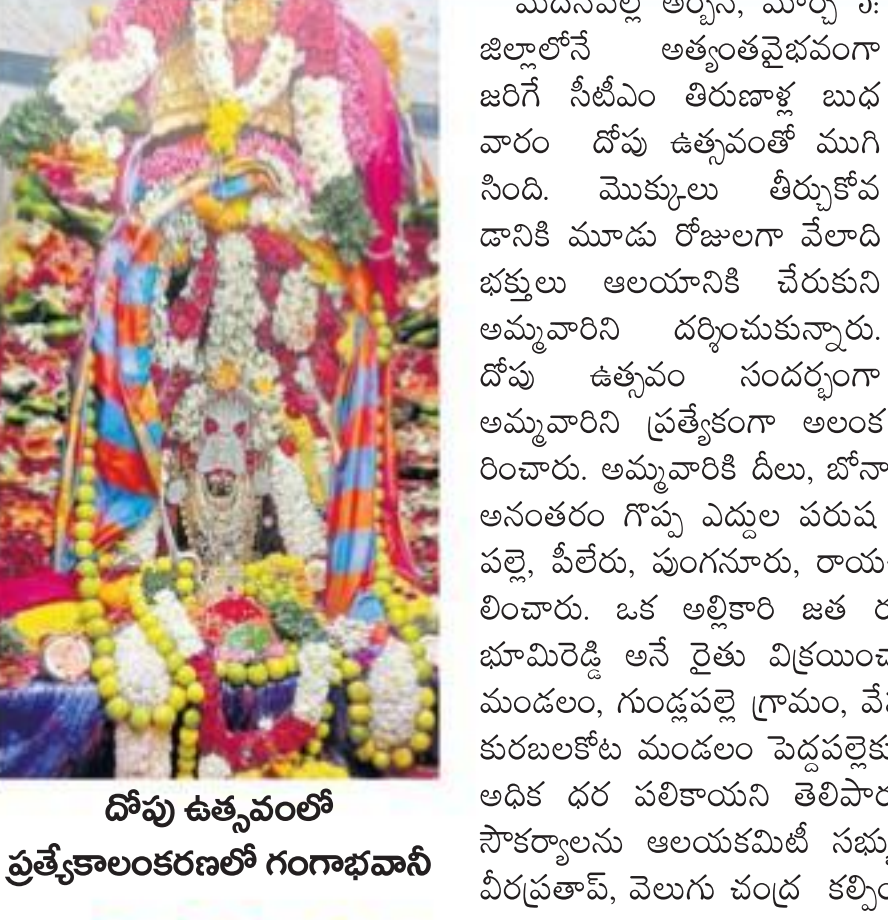 మదనపల్లె అర్బన్, మార్చి 5:
జిల్లాలోనే అత్యంతవైభవంగా
జరిగే సీటీఎం తిరుణాళ్ల బుధ
వారం దోపు ఉత్సవంతో ముగి
సింది. మొక్కులు తీర్చుకోవ
డానికి మూడు రోజులగా వేలాది
భక్తులు ఆలయానికి చేరుకుని
అమ్మవారిని దర్శించుకున్నారు.
దోపు ఉత్సవం సందర్భంగా
అమ్మవారిని ప్రత్యేకంగా అలంక
రించారు. అమ్మవారికి దీలు, బోనా
అనంతరం గొప్ప ఎద్దుల పరుష
పల్లె, పీలేరు, పుంగనూరు, రాయ
లించారు. ఒక అల్లికారి జత
భూమిరెడ్డి అనే రైతు విక్రయించ
మండలం, గుండ్లపల్లె గ్రామం,
కురబలకోట మండలం పెద్దపల్లెకు
అధిక ధర పలికాయని తెలిపార
సౌకర్యాలను ఆలయకమిటీ సభ్యు
వీరప్రతాప్, వెలుగు చంద్ర కల్పిం
దోపు ఉత్సవంలో
ప్రత్యేకాలంకరణలో గంగాభవానీ